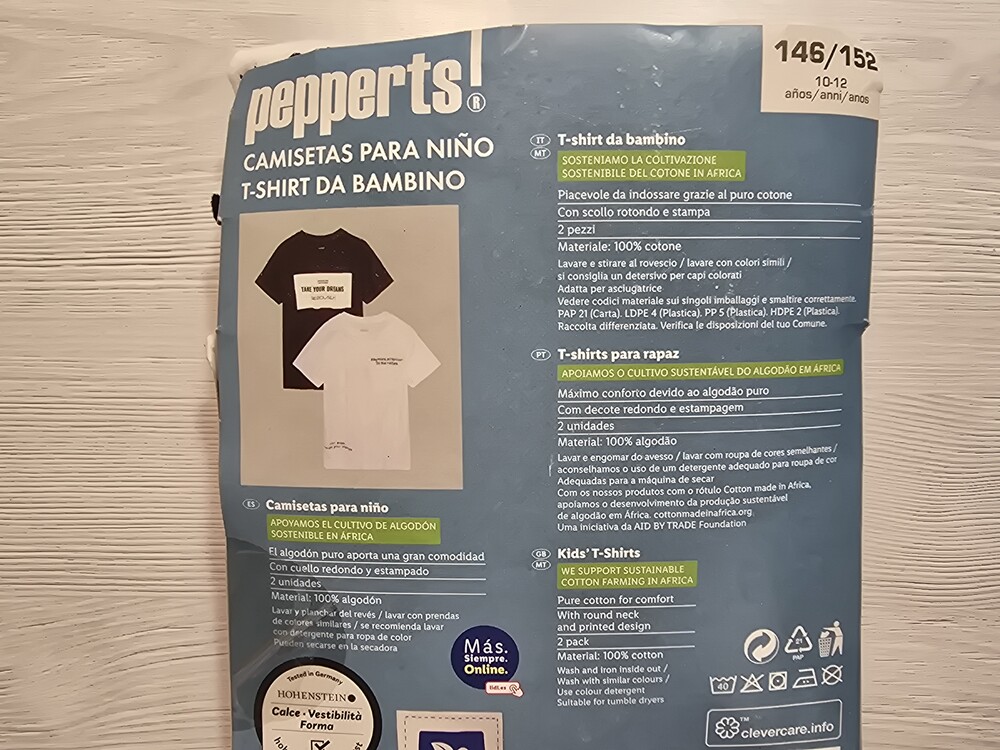 pepperts!®
CAMISETAS PARA NIÑO
T-SHIRT DA BAMBINO
146/152
10-12
años/anni/anos
TAKE YOUR DREAMS
ES Camisetas para niño
APOYAMOS EL CULTIVO DE ALGODÓN
SOSTENIBLE EN ÁFRICA
El algodón puro aporta una gran comodidad
Con cuello redondo y estampado
2 unidades
Material: 100% algodón
Lavar y planchar del revés / lavar con prendas
de colores similares / se recomienda lavar
con detergente para ropa de color
Pueden secarse en la secadora
Más.
Siempre.
Online.
lidl.es
Tested in Germany
HOHENSTEIN
Calce · Vestibilità
Forma
IT MT T-shirt da bambino
SOSTENIAMO LA COLTIVAZIONE
SOSTENIBILE DEL COTONE IN AFRICA
Piacevole da indossare grazie al puro cotone
Con scollo rotondo e stampa
2 pezzi
Materiale: 100% cotone
Lavare e stirare al rovescio / lavare con colori simili /
si consiglia un detersivo per capi colorati
Adatta per asciugatrice
Vedere codici materiale sui singoli imballaggi e smaltire correttamente.
PAP 21 (Carta). LDPE 4 (Plastica). PP 5 (Plastica). HDPE 2 (Plastica).
Raccolta differenziata. Verifica le disposizioni del tuo Comune.
PT T-shirts para rapaz
APOIAMOS O CULTIVO SUSTENTÁVEL DO ALGODÃO EM ÁFRICA
Máximo conforto devido ao algodão puro
Com decote redondo e estampagem
2 unidades
Material: 100% algodão
Lavar e engomar do avesso / lavar com roupa de cores semelhantes /
aconselhamos o uso de um detergente adequado para roupa de cor
Adequadas para a máquina de secar
Com os nossos produtos com o rótulo Cotton made in Africa,
apoiamos o desenvolvimento da produção sustentável
de algodão em África. cottonmadeinafrica.org
Uma iniciativa da AID BY TRADE Foundation
GB MT Kids' T-Shirts
WE SUPPORT SUSTAINABLE
COTTON FARMING IN AFRICA
Pure cotton for comfort
With round neck
and printed design
2 pack
Material: 100% cotton
Wash and iron inside out /
Wash with similar colours /
Use colour detergent
Suitable for tumble dryers
21
PAP
40
™ clevercare.info